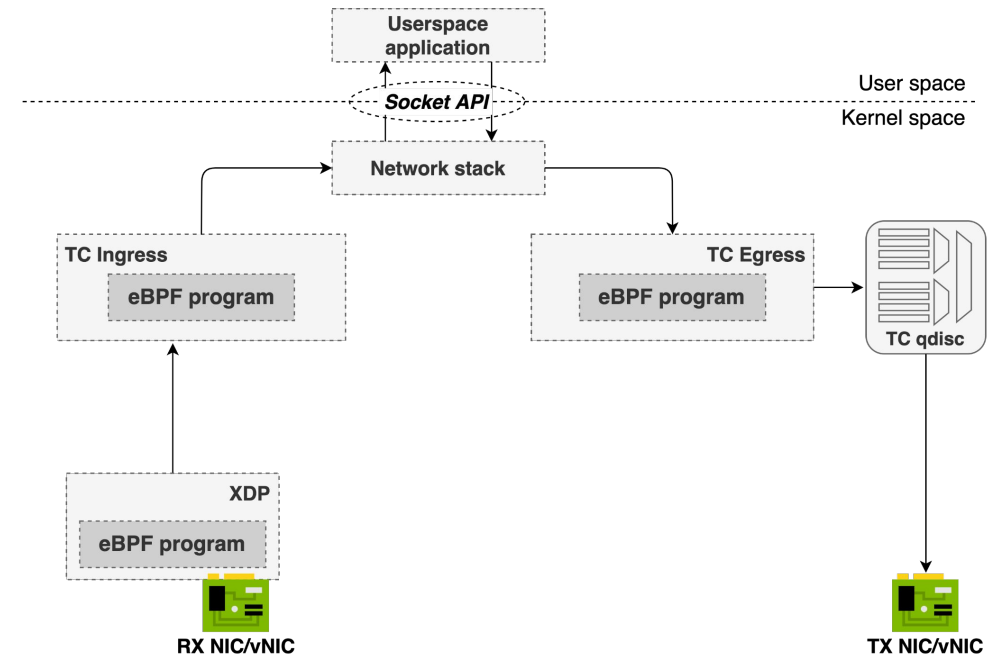 Userspace
application
User space
Socket API
Kernel space
Network stack
TC Ingress
eBPF program
TC Egress
eBPF program
TC qdisc
XDP
eBPF program
RX NIC/vNIC
TX NIC/vNIC